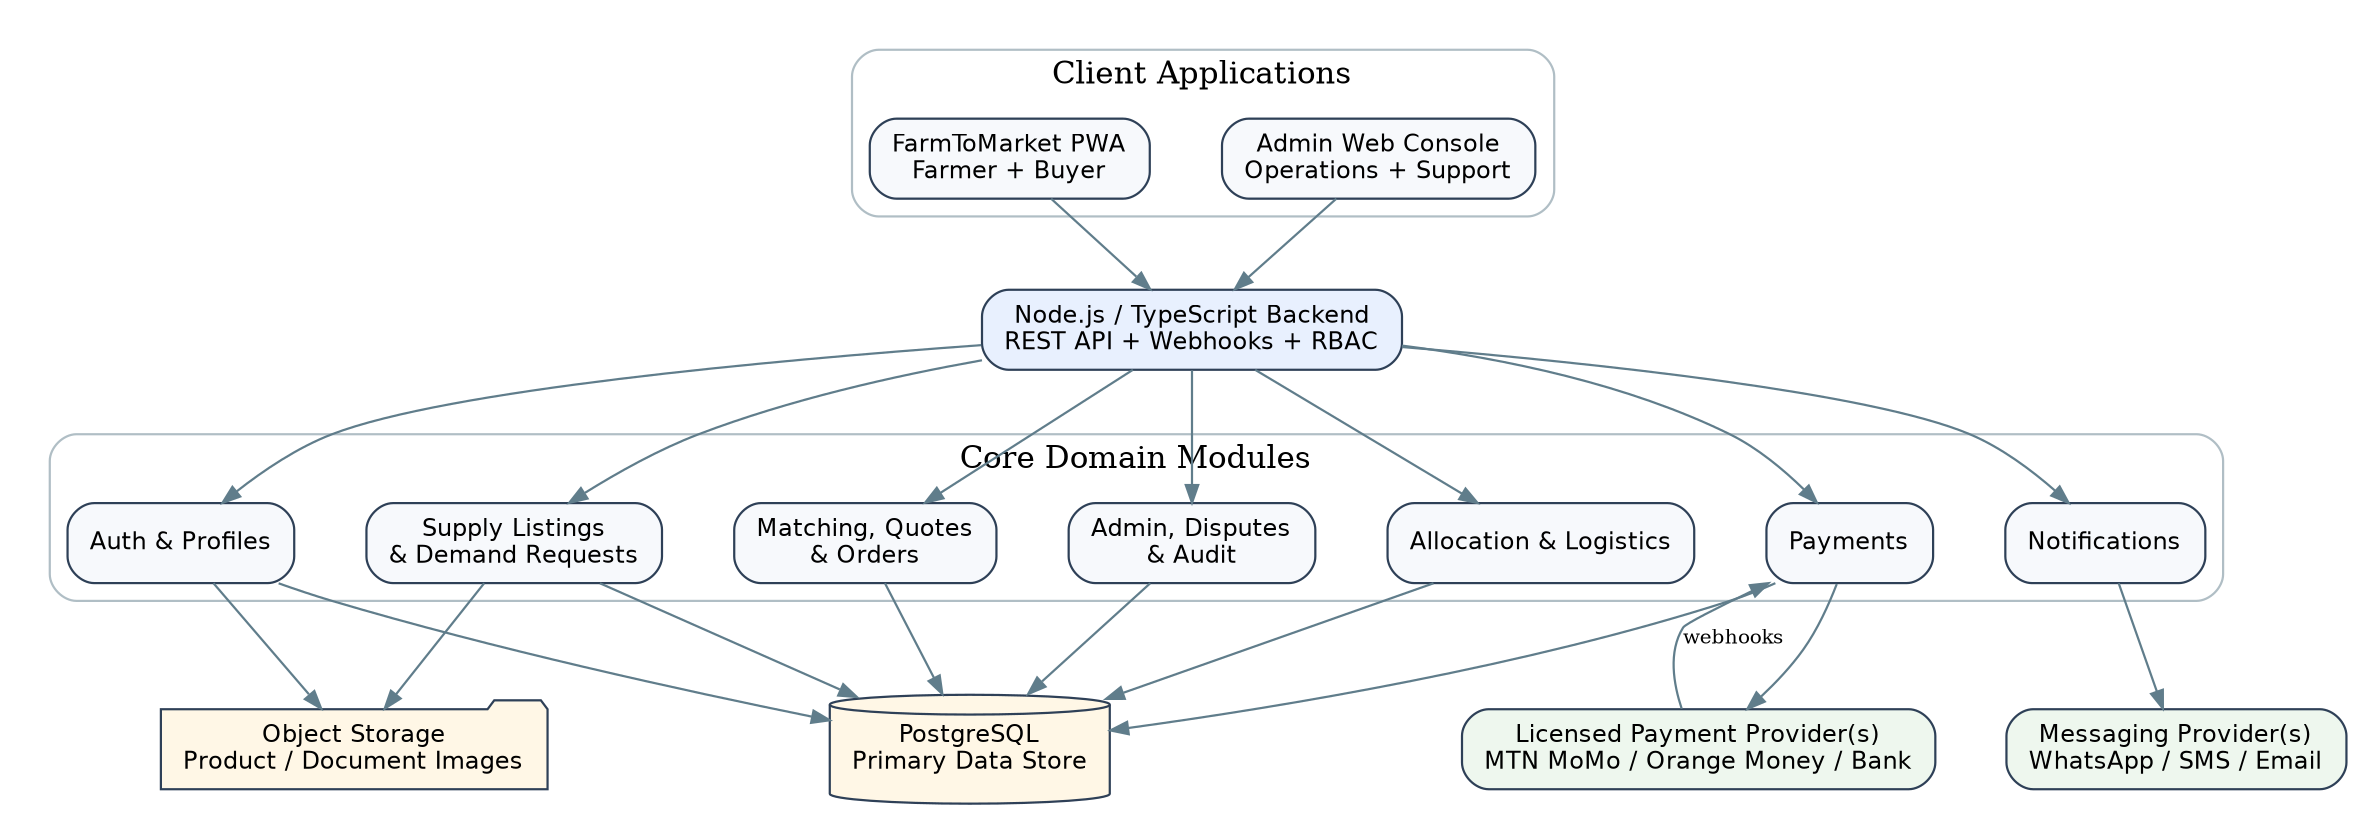 Client Applications
FarmToMarket PWA
Farmer + Buyer
Admin Web Console
Operations + Support
Node.js / TypeScript Backend
REST API + Webhooks + RBAC
Core Domain Modules
Auth & Profiles
Supply Listings
& Demand Requests
Matching, Quotes
& Orders
Admin, Disputes
& Audit
Allocation & Logistics
Payments
Notifications
webhooks
Object Storage
Product / Document Images
PostgreSQL
Primary Data Store
Licensed Payment Provider(s)
MTN MoMo / Orange Money / Bank
Messaging Provider(s)
WhatsApp / SMS / Email